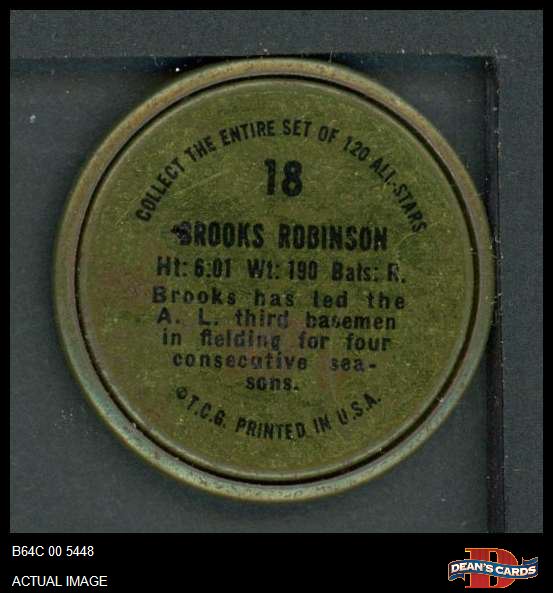 COLLECT THE ENTIRE SET OF 120 ALL-STARS
18
BROOKS ROBINSON
Ht: 6:01 Wt: 190 Bats: R.
Brooks has led the
A. L. third basemen
in fielding for four
consecutive sea-
sons.
©T.C.G. PRINTED IN U.S.A.
B64C 00 5448
ACTUAL IMAGE
D
DEAN'S CARDS